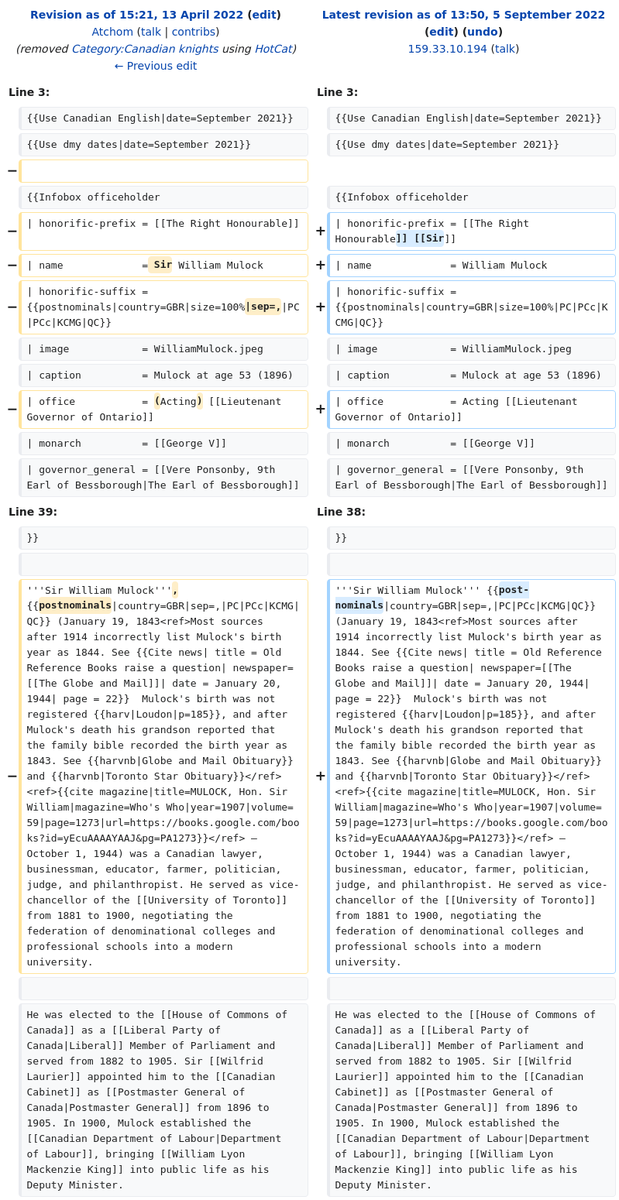 Revision as of 15:21, 13 April 2022 (edit)
Atchom (talk | contribs)
(removed Category:Canadian knights using HotCat)
← Previous edit
Latest revision as of 13:50, 5 September 2022
(edit) (undo)
159.33.10.194 (talk)
Line 3:
Line 3:
{{Use Canadian English|date=September 2021}}
{{Use Canadian English|date=September 2021}}
{{Use dmy dates|date=September 2021}}
{{Use dmy dates|date=September 2021}}
−
{{Infobox officeholder
{{Infobox officeholder
− | honorific-prefix = [[The Right Honourable]]
+ | honorific-prefix = [[The Right
Honourable]] [[Sir]]
− | name = Sir William Mulock
+ | name = William Mulock
− | honorific-suffix =
{{postnominals|country=GBR|size=100%|sep=,|PC
|PCc|KCMG|QC}}
+ | honorific-suffix =
{{postnominals|country=GBR|size=100%|PC|PCc|K
CMG|QC}}
| image = WilliamMulock.jpeg
| image = WilliamMulock.jpeg
| caption = Mulock at age 53 (1896)
| caption = Mulock at age 53 (1896)
− | office = (Acting) [[Lieutenant
Governor of Ontario]]
+ | office = Acting [[Lieutenant
Governor of Ontario]]
| monarch = [[George V]]
| monarch = [[George V]]
| governor_general = [[Vere Ponsonby, 9th
Earl of Bessborough|The Earl of Bessborough]]
| governor_general = [[Vere Ponsonby, 9th
Earl of Bessborough|The Earl of Bessborough]]
Line 39:
Line 38:
}}
}}
− '''Sir William Mulock''',
{{postnominals|country=GBR|sep=,|PC|PCc|KCMG|
QC}} (January 19, 1843<ref>Most sources
after 1914 incorrectly list Mulock's birth
year as 1844. See {{Cite news| title = Old
Reference Books raise a question| newspaper=
[[The Globe and Mail]]| date = January 20,
1944| page = 22}}  Mulock's birth was not
registered {{harv|Loudon|p=185}}, and after
Mulock's death his grandson reported that
the family bible recorded the birth year as
1843. See {{harvnb|Globe and Mail Obituary}}
and {{harvnb|Toronto Star Obituary}}</ref>
<ref>{{cite magazine|title=MULOCK, Hon. Sir
William|magazine=Who's Who|year=1907|volume=
59|page=1273|url=https://books.google.com/boo
ks?id=yEcuAAAAYAAJ&pg=PA1273}}</ref> –
October 1, 1944) was a Canadian lawyer,
businessman, educator, farmer, politician,
judge, and philanthropist. He served as vice-
chancellor of the [[University of Toronto]]
from 1881 to 1900, negotiating the
federation of denominational colleges and
professional schools into a modern
university.
+ '''Sir William Mulock''' {{post-
nominals|country=GBR|sep=,|PC|PCc|KCMG|QC}}
(January 19, 1843<ref>Most sources
after 1914 incorrectly list Mulock's birth
year as 1844. See {{Cite news| title = Old
Reference Books raise a question| newspaper=[[The
Globe and Mail]]| date = January 20, 1944|
page = 22}}  Mulock's birth was not
registered {{harv|Loudon|p=185}}, and after
Mulock's death his grandson reported that
the family bible recorded the birth year as
1843. See {{harvnb|Globe and Mail Obituary}}
and {{harvnb|Toronto Star Obituary}}</ref>
<ref>{{cite magazine|title=MULOCK, Hon. Sir
William|magazine=Who's Who|year=1907|volume=
59|page=1273|url=https://books.google.com/boo
ks?id=yEcuAAAAYAAJ&pg=PA1273}}</ref> –
October 1, 1944) was a Canadian lawyer,
businessman, educator, farmer, politician,
judge, and philanthropist. He served as vice-
chancellor of the [[University of Toronto]]
from 1881 to 1900, negotiating the
federation of denominational colleges and
professional schools into a modern
university.
He was elected to the [[House of Commons of
Canada]] as a [[Liberal Party of
Canada|Liberal]] Member of Parliament and
served from 1882 to 1905. Sir [[Wilfrid
Laurier]] appointed him to the [[Canadian
Cabinet]] as [[Postmaster General of
Canada|Postmaster General]] from 1896 to
1905. In 1900, Mulock established the
[[Canadian Department of Labour|Department
of Labour]], bringing [[William Lyon
Mackenzie King]] into public life as his
Deputy Minister.
He was elected to the [[House of Commons of
Canada]] as a [[Liberal Party of
Canada|Liberal]] Member of Parliament and
served from 1882 to 1905. Sir [[Wilfrid
Laurier]] appointed him to the [[Canadian
Cabinet]] as [[Postmaster General of
Canada|Postmaster General]] from 1896 to
1905. In 1900, Mulock established the
[[Canadian Department of Labour|Department
of Labour]], bringing [[William Lyon
Mackenzie King]] into public life as his
Deputy Minister.